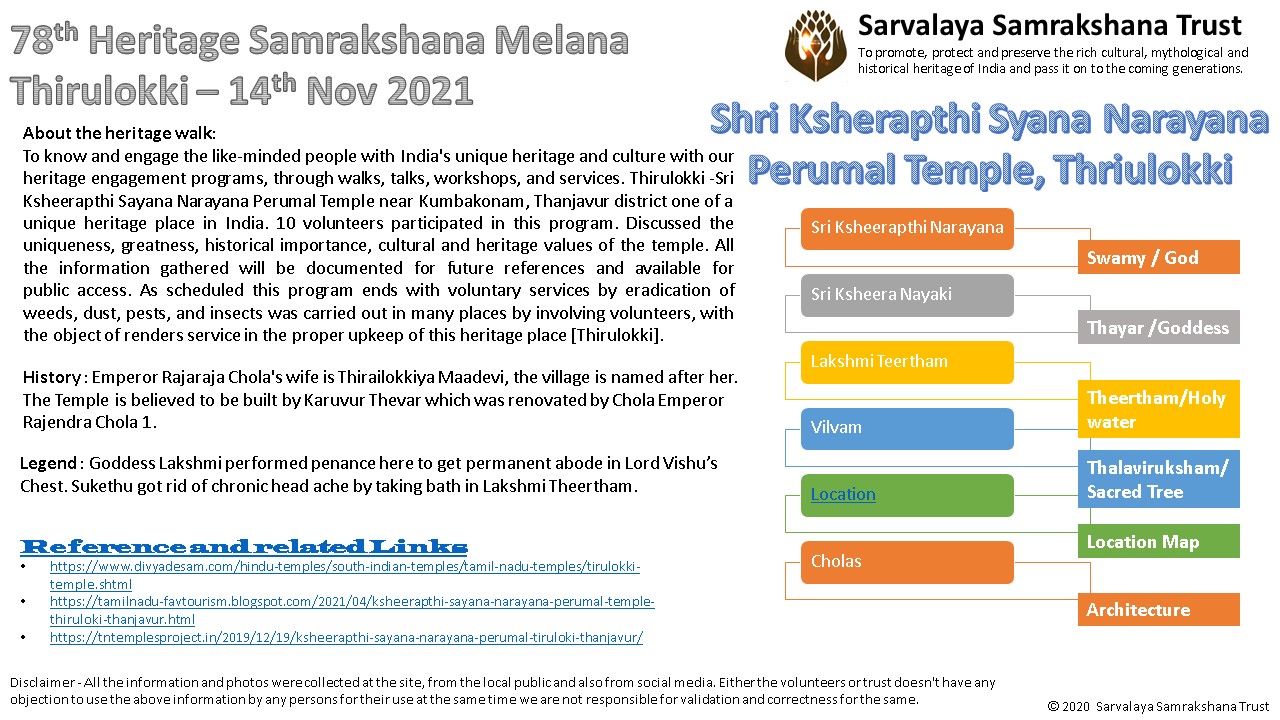 78th Heritage Samrakshana Melana
Thirulokki – 14th Nov 2021
Sarvalaya Samrakshana Trust
To promote, protect and preserve the rich cultural, mythological and
historical heritage of India and pass it on to the coming generations.
Shri Ksherapthi Syana Narayana
Perumal Temple, Thriulokki
About the heritage walk:
To know and engage the like-minded people with India's unique heritage and culture with our
heritage engagement programs, through walks, talks, workshops, and services. Thirulokki -Sri
Ksheerapthi Sayana Narayana Perumal Temple near Kumbakonam, Thanjavur district one of a
unique heritage place in India. 10 volunteers participated in this program. Discussed the
uniqueness, greatness, historical importance, cultural and heritage values of the temple. All
the information gathered will be documented for future references and available for
public access. As scheduled this program ends with voluntary services by eradication of
weeds, dust, pests, and insects was carried out in many places by involving volunteers, with
the object of renders service in the proper upkeep of this heritage place [Thirulokki].
History : Emperor Rajaraja Chola's wife is Thirailokkiya Maadevi, the village is named after her.
The Temple is believed to be built by Karuvur Thevar which was renovated by Chola Emperor
Rajendra Chola 1.
Legend : Goddess Lakshmi performed penance here to get permanent abode in Lord Vishu’s
Chest. Sukethu got rid of chronic head ache by taking bath in Lakshmi Theertham.
Reference and related Links
• https://www.divyadesam.com/hindu-temples/south-indian-temples/tamil-nadu-temples/tirulokki-
temple.shtml
• https://tamilnadu-favtourism.blogspot.com/2021/04/ksheerapthi-sayana-narayana-perumal-temple-
thiruloki-thanjavur.html
• https://tntemplesproject.in/2019/12/19/ksheerapthi-sayana-narayana-perumal-tiruloki-thanjavur/
Sri Ksheerapthi Narayana
Swamy / God
Sri Ksheera Nayaki
Thayar /Goddess
Lakshmi Teertham
Theertham/Holy
water
Vilvam
Thalaviruksham/
Sacred Tree
Location
Location Map
Cholas
Architecture
Disclaimer - All the information and photos were collected at the site, from the local public and also from social media. Either the volunteers or trust doesn't have any
objection to use the above information by any persons for their use at the same time we are not responsible for validation and correctness for the same.
© 2020 Sarvalaya Samrakshana Trust